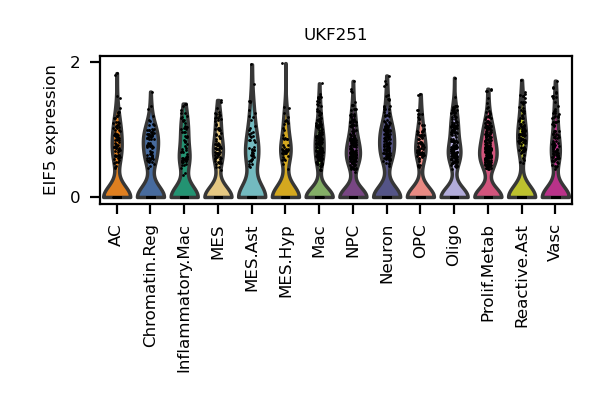 UKF251
EIF5 expression
2
0
AC
Chromatin.Reg
Inflammatory.Mac
MES
MES.Ast
MES.Hyp
Mac
NPC
Neuron
OPC
Oligo
Prolif.Metab
Reactive.Ast
Vasc